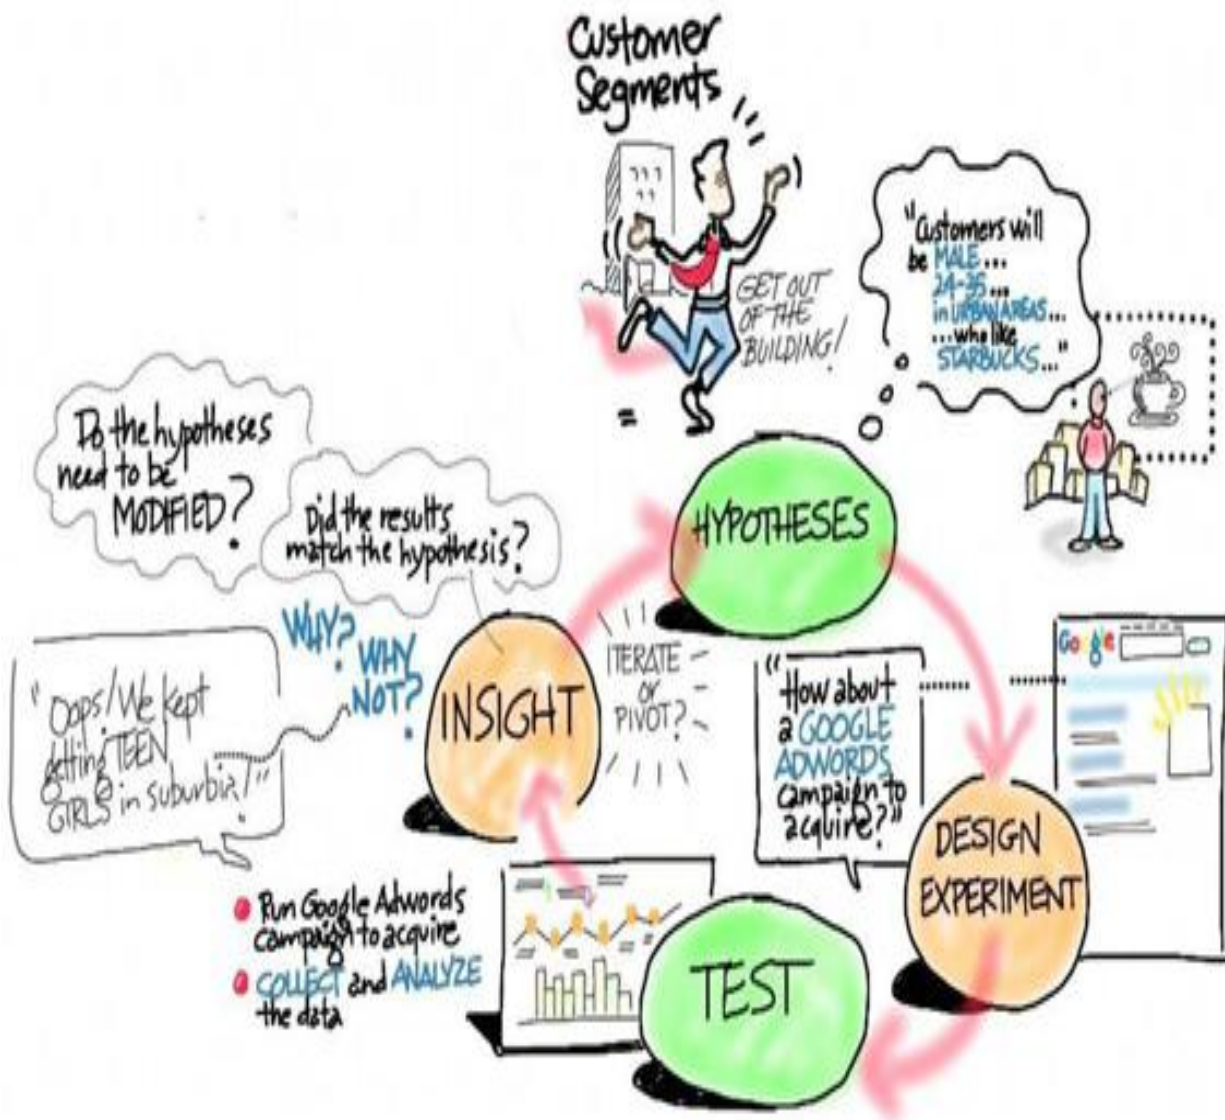 Customer
Segments
GET OUT
OF THE
BUILDING!
"Customers will
be MALE...
24-35...
in URBAN AREAS...
...who like
STARBUCKS..."
=
HYPOTHESES
Do the hypotheses
need to be
MODIFIED?
Did the results
match the hypothesis?
WHY?
WHY
NOT?
INSIGHT
ITERATE
or
PIVOT?
"Oops! We kept
getting TEEN
GIRLS in suburbia!"
"How about
a GOOGLE
ADWORDS
campaign to
acquire?"
Google
DESIGN
EXPERIMENT
Run Google Adwords
campaign to acquire
COLLECT and ANALYZE
the data
TEST